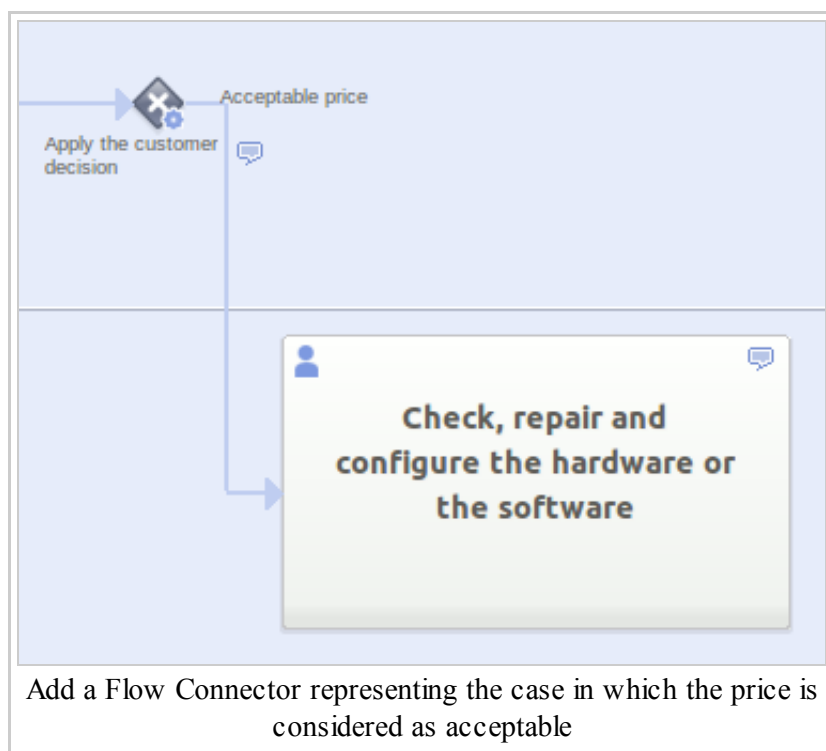 Acceptable price
Apply the customer
decision
Check, repair and
configure the hardware or
the software
Add a Flow Connector representing the case in which the price is
considered as acceptable